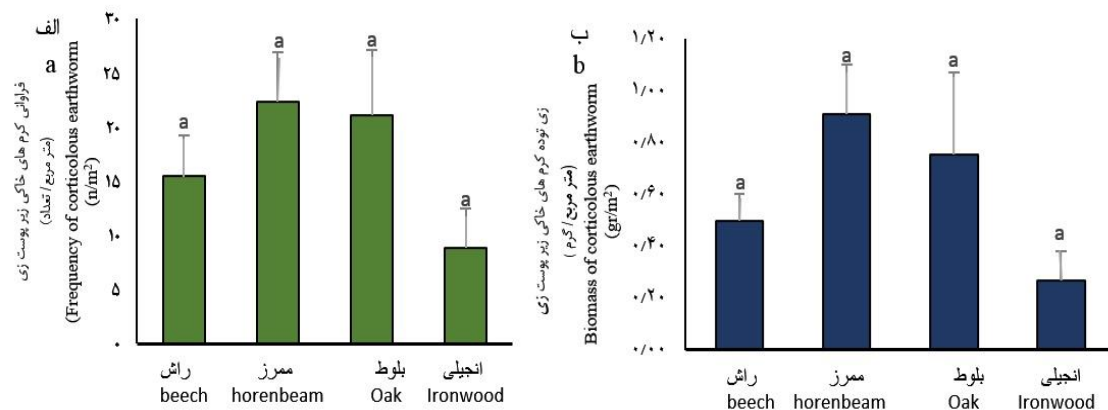 الف
a
فراوانی کرم های خاکی زیر پوست زی
(متر مربع/ تعداد)
(Frequency of corticolous earthworm
(n/m²)
۳۰
۲۵
۲۰
۱۵
۱۰
۵
۰
a
a
a
a
راش
ممرز
بلوط
انجیلی
beech
horenbeam
Oak
Ironwood
ب
b
زی توده کرم های خاکی زیر پوست زی
(متر مربع/ گرم )
Biomass of corticolous earthworm
(gr/m²)
۱/۲۰
۱/۰۰
۰/۸۰
۰/۶۰
۰/۴۰
۰/۲۰
۰/۰۰
a
a
a
a
راش
ممرز
بلوط
انجیلی
beech
horenbeam
Oak
Ironwood